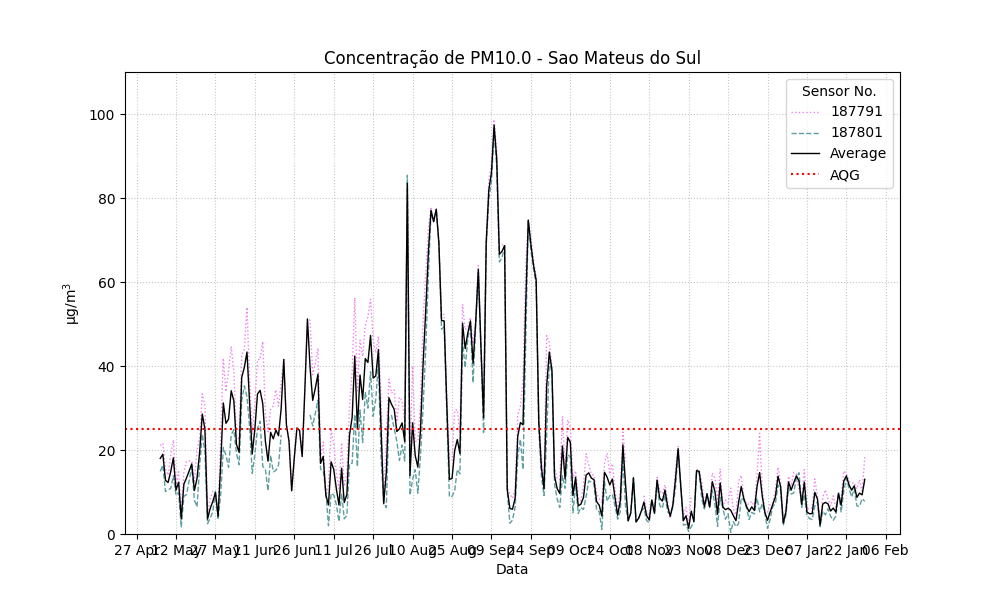 Concentração de PM10.0 - Sao Mateus do Sul
Sensor No.
187791
187801
Average
AQG
100
80
60
40
20
0
µg/m³
27 Apr 12 May 27 May 11 Jun 26 Jun 11 Jul 26 Jul 10 Aug 25 Aug 09 Sep 24 Sep 09 Oct 24 Oct 08 Nov 23 Nov 08 Dec 23 Dec 07 Jan 22 Jan 06 Feb
Data